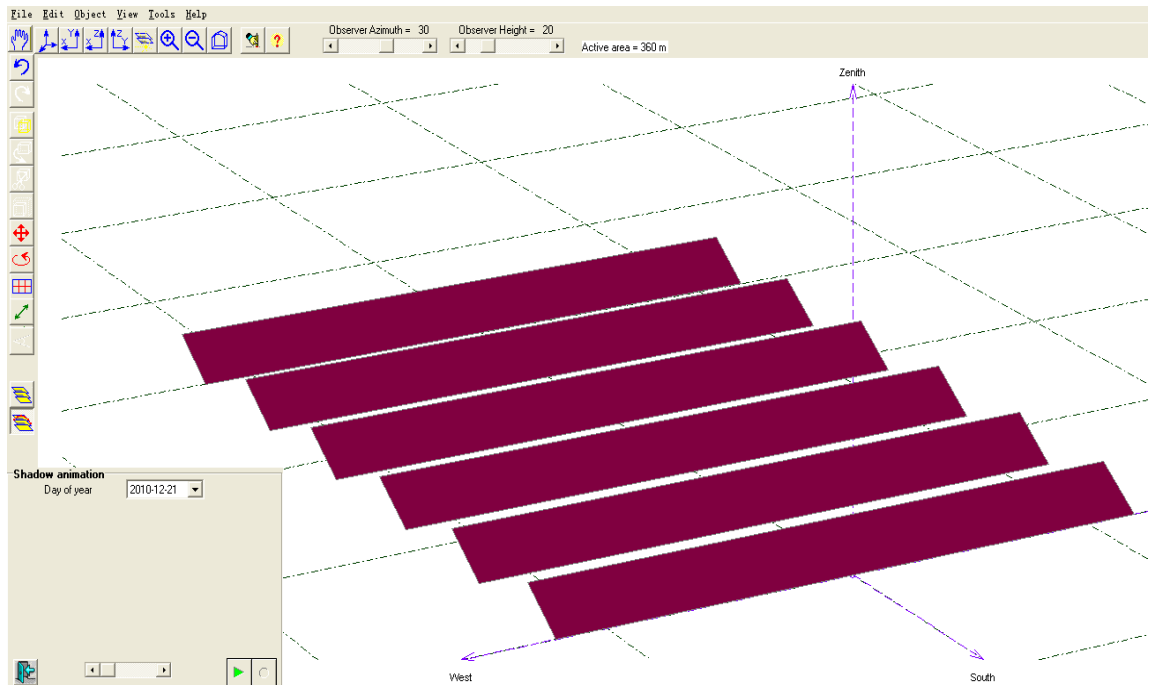 File Edit Object View Tools Help
Observer Azimuth = 30 Observer Height = 20
Active area = 360 m
Zenith
Shadow animation
Day of year 2010-12-21
West South